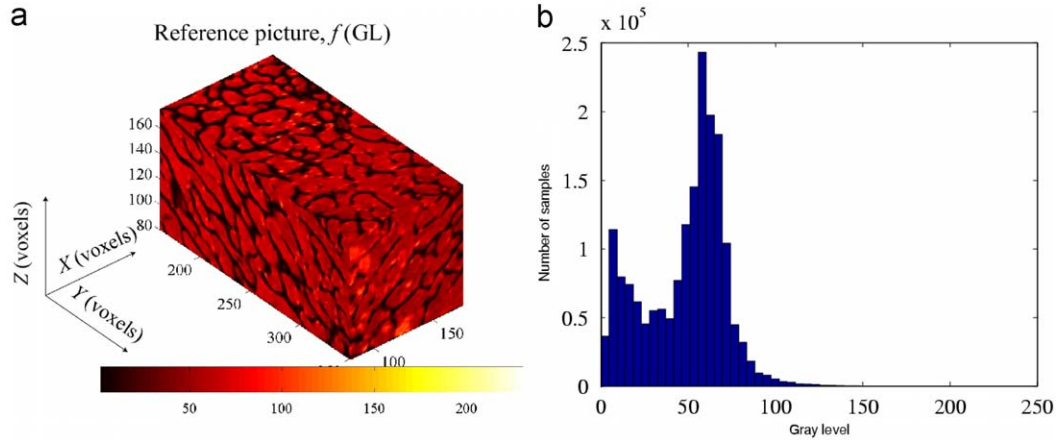 a
Reference picture, f (GL)
160
140
120
100
80
Z (voxels)
X (voxels)
Y (voxels)
200
250
300
100
150
50
100
150
200
b
x 10^5
2.5
2
1.5
1
0.5
0
Number of samples
0
50
100
150
200
250
Gray level